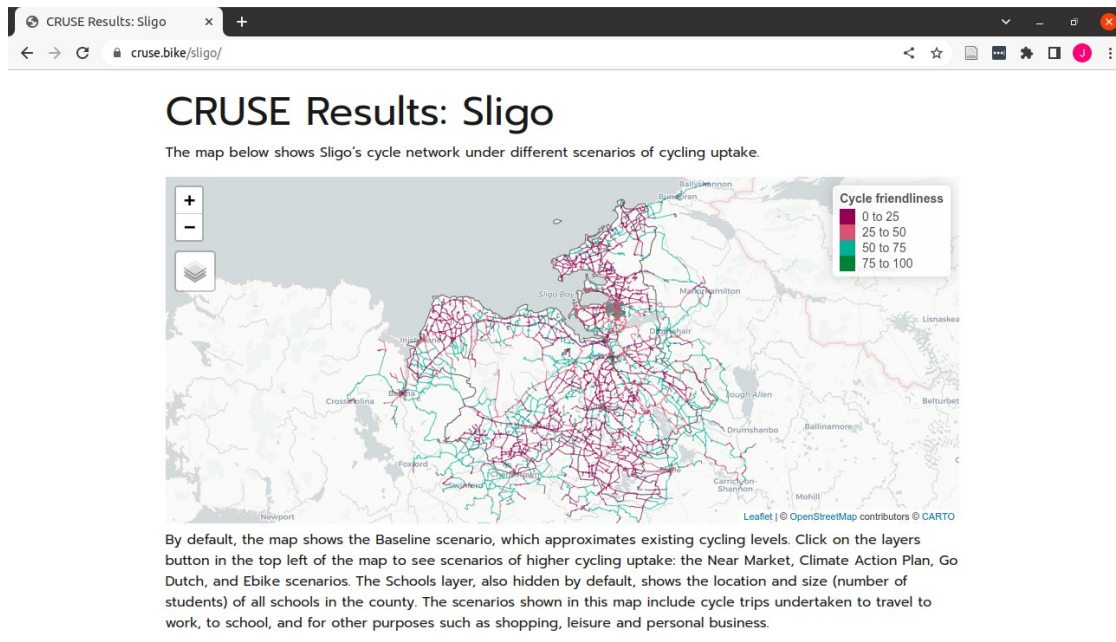 CRUSE Results: Sligo
cruse.bike/sligo/
J
CRUSE Results: Sligo
The map below shows Sligo's cycle network under different scenarios of cycling uptake.
+
−
Cycle friendliness
0 to 25
25 to 50
50 to 75
75 to 100
Ballyshannon
Bundoran
Sligo Bay
Manorhamilton
Lisnaskea
Dromahair
Crossmolina
Ballina
Lough Allen
Belturbet
Drumshanbo
Ballinamore
Foxford
Swinford
Carrick-on-
Shannon
Mohill
Newport
Leaflet | © OpenStreetMap contributors © CARTO
By default, the map shows the Baseline scenario, which approximates existing cycling levels. Click on the layers
button in the top left of the map to see scenarios of higher cycling uptake: the Near Market, Climate Action Plan, Go
Dutch, and Ebike scenarios. The Schools layer, also hidden by default, shows the location and size (number of
students) of all schools in the county. The scenarios shown in this map include cycle trips undertaken to travel to
work, to school, and for other purposes such as shopping, leisure and personal business.